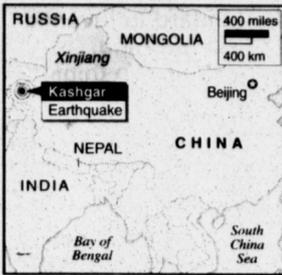 RUSSIA
400 miles
400 km
MONGOLIA
Xinjiang
Kashgar
Earthquake
Beijing
CHINA
NEPAL
INDIA
Bay of
Bengal
South
China
Sea